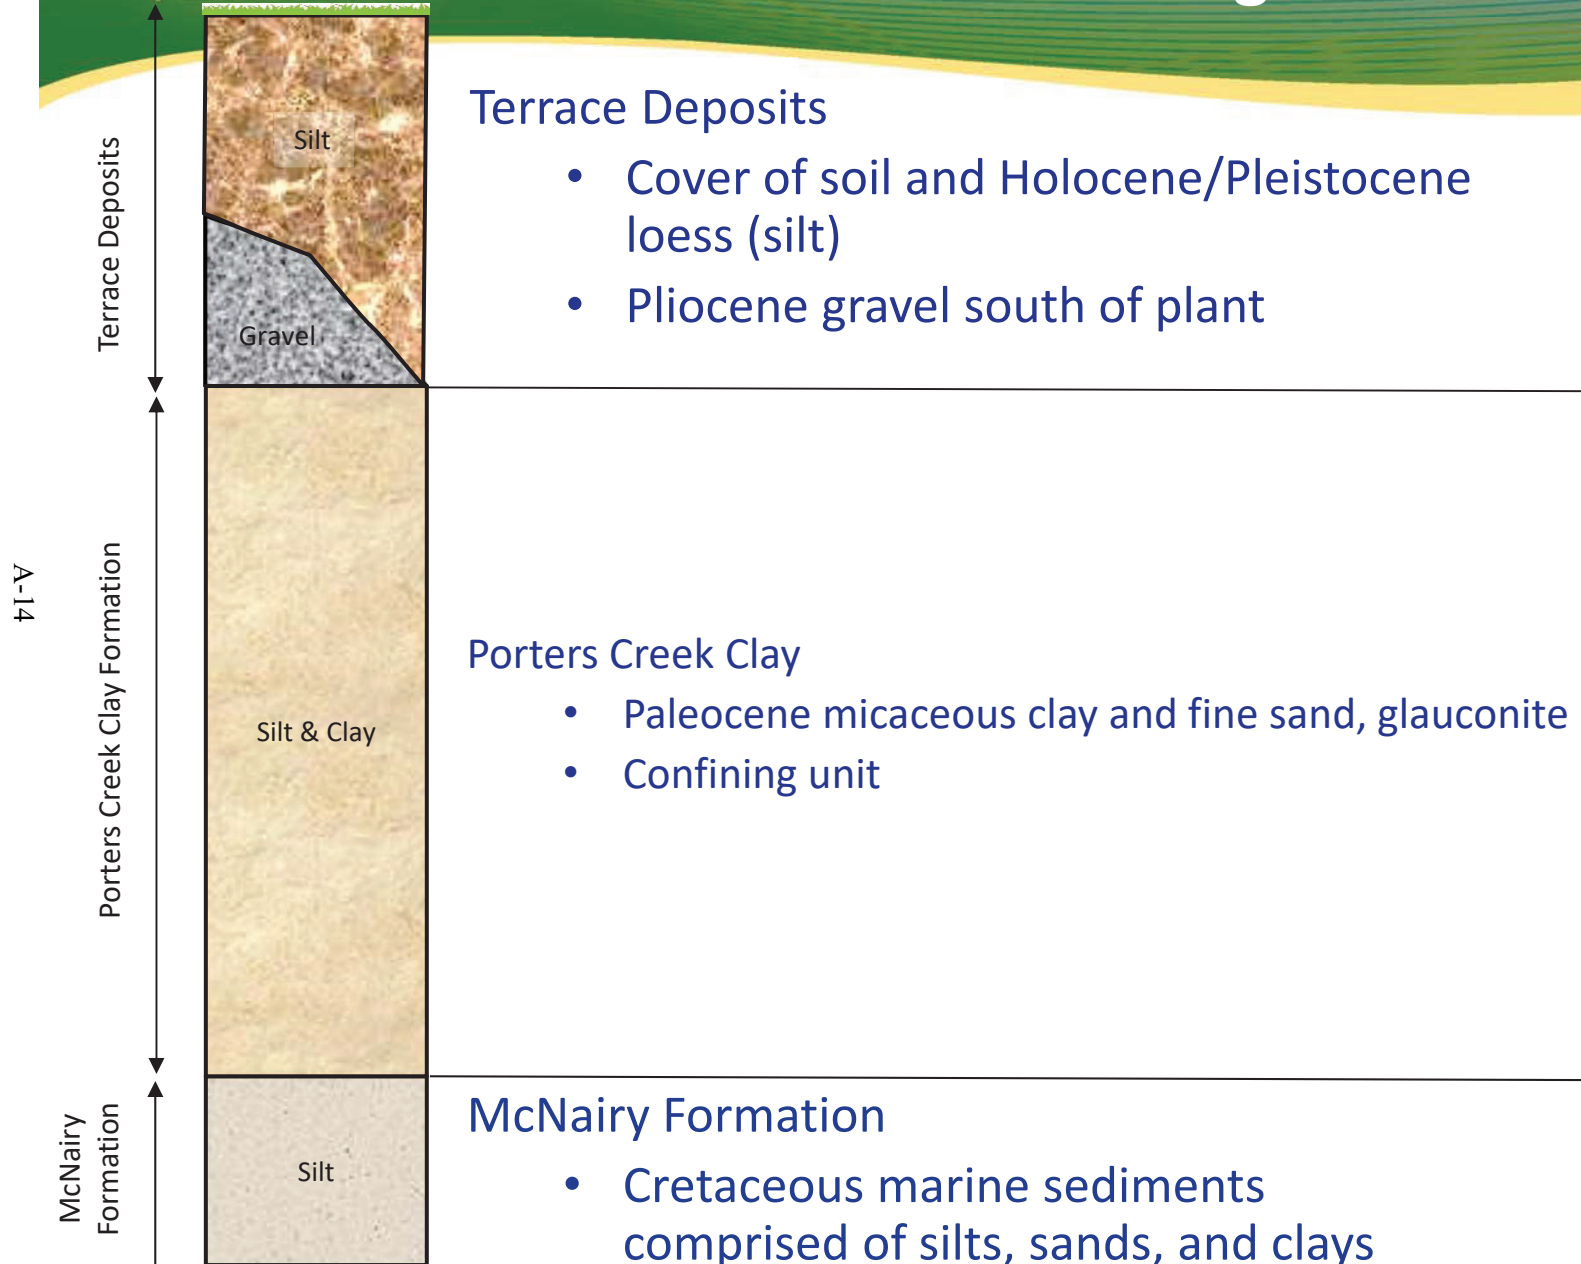 Terrace Deposits
Silt
Gravel
Terrace Deposits
• Cover of soil and Holocene/Pleistocene
loess (silt)
• Pliocene gravel south of plant
A-14
Porters Creek Clay Formation
Silt & Clay
Porters Creek Clay
• Paleocene micaceous clay and fine sand, glauconite
• Confining unit
McNairy
Formation
Silt
McNairy Formation
• Cretaceous marine sediments
comprised of silts, sands, and clays